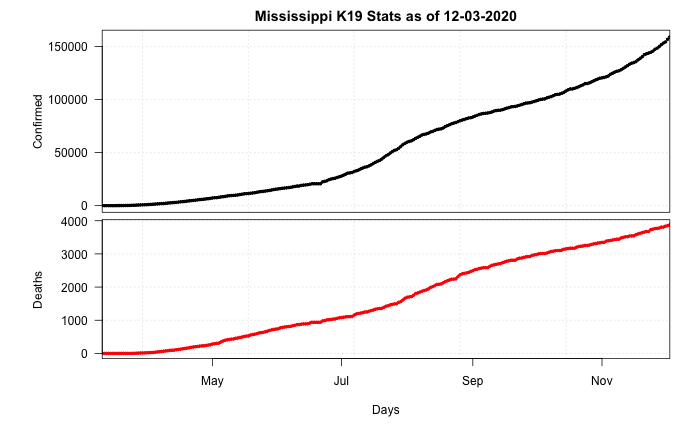 Mississippi K19 Stats as of 12-03-2020
150000
100000
50000
0
Confirmed
4000
3000
2000
1000
0
Deaths
May Jul Sep Nov
Days